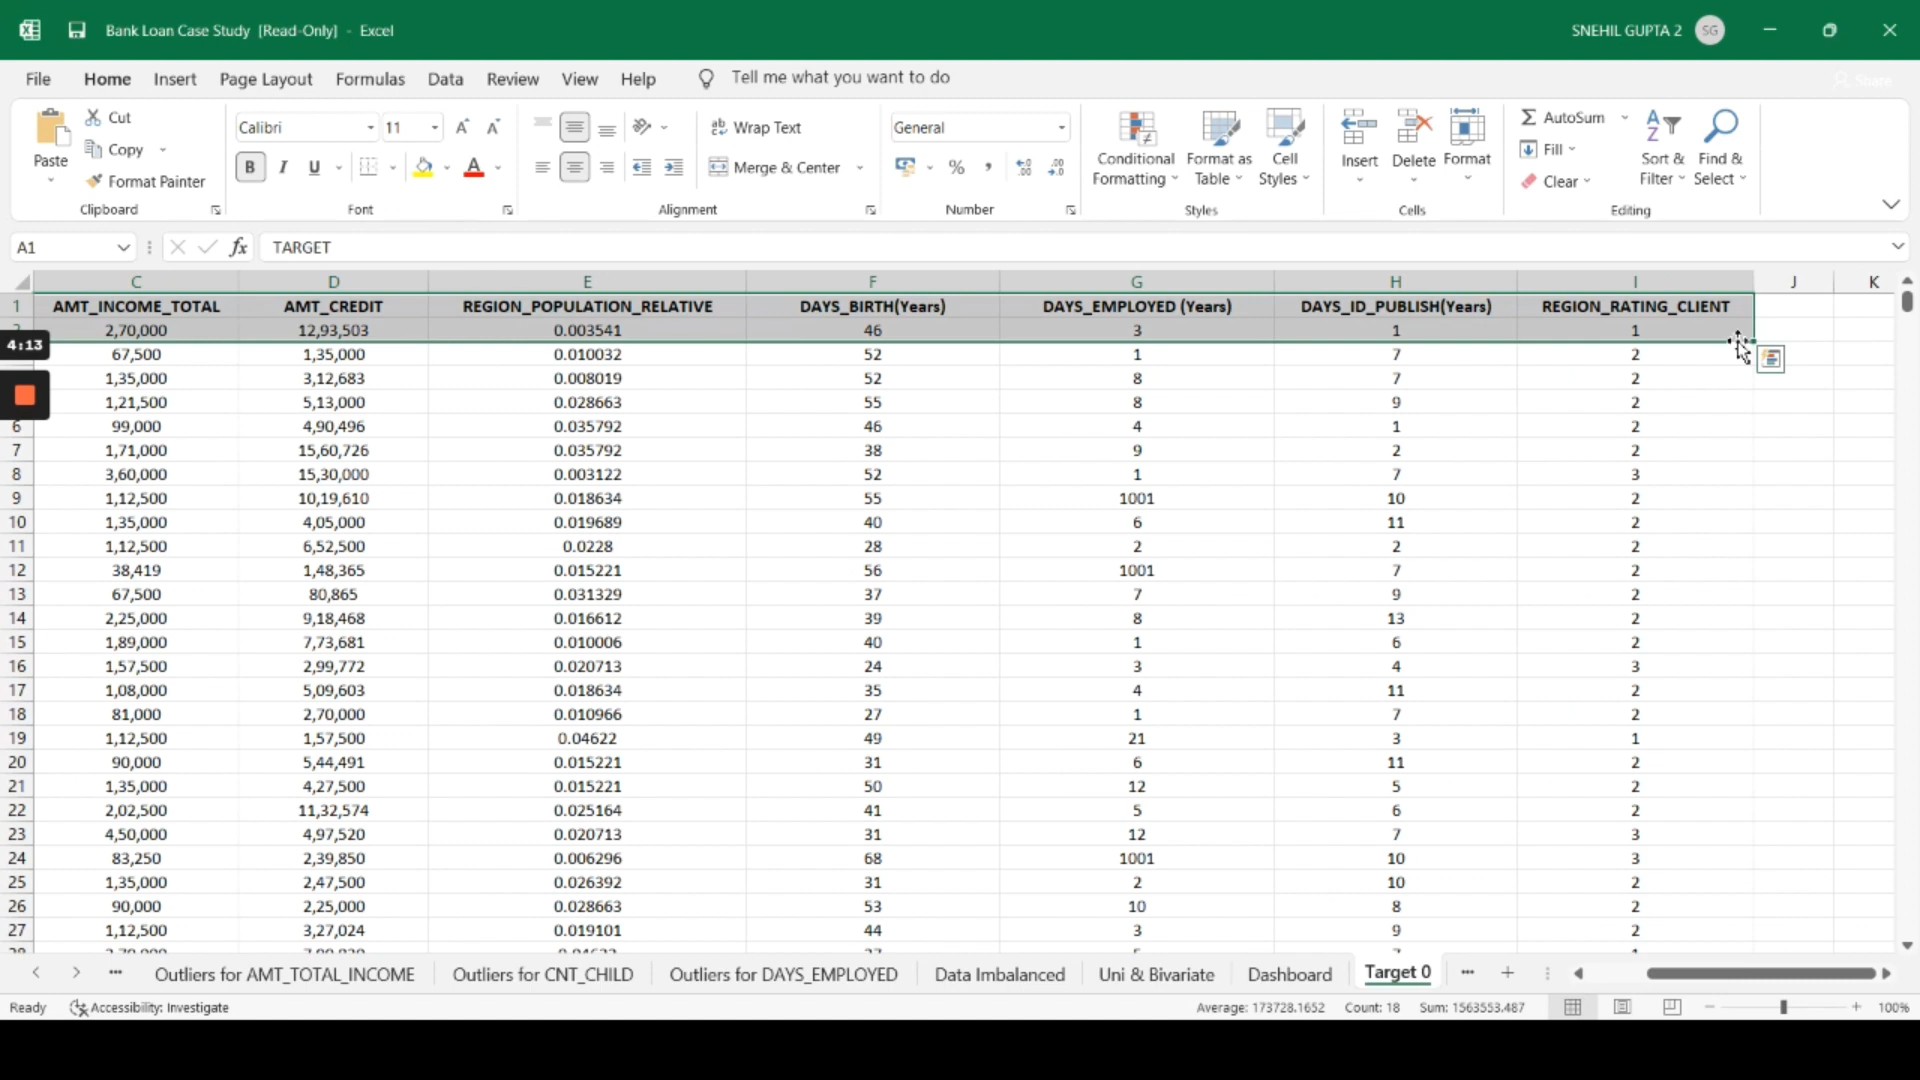 Bank Loan Case Study [Read-Only] - Excel
SNEHIL GUPTA 2 SG
File Home Insert Page Layout Formulas Data Review View Help Tell me what you want to do Share
Paste
Cut
Copy
Format Painter
Clipboard
Calibri 11
B I U A
Font
Wrap Text
Merge & Center
Alignment
General
%
Number
Conditional Formatting
Format as Table
Cell Styles
Styles
Insert Delete Format
Cells
AutoSum
Fill
Clear
Sort & Filter
Find & Select
Editing
A1 fx TARGET
C D E F G H I J K
1 AMT_INCOME_TOTAL AMT_CREDIT REGION_POPULATION_RELATIVE DAYS_BIRTH(Years) DAYS_EMPLOYED (Years) DAYS_ID_PUBLISH(Years) REGION_RATING_CLIENT
2,70,000 12,93,503 0.003541 46 3 1 1
4:13
67,500 1,35,000 0.010032 52 1 7 2
1,35,000 3,12,683 0.008019 52 8 7 2
1,21,500 5,13,000 0.028663 55 8 9 2
6 99,000 4,90,496 0.035792 46 4 1 2
7 1,71,000 15,60,726 0.035792 38 9 2 2
8 3,60,000 15,30,000 0.003122 52 1 7 3
9 1,12,500 10,19,610 0.018634 55 1001 10 2
10 1,35,000 4,05,000 0.019689 40 6 11 2
11 1,12,500 6,52,500 0.0228 28 2 2 2
12 38,419 1,48,365 0.015221 56 1001 7 2
13 67,500 80,865 0.031329 37 7 9 2
14 2,25,000 9,18,468 0.016612 39 8 13 2
15 1,89,000 7,73,681 0.010006 40 1 6 2
16 1,57,500 2,99,772 0.020713 24 3 4 3
17 1,08,000 5,09,603 0.018634 35 4 11 2
18 81,000 2,70,000 0.010966 27 1 7 2
19 1,12,500 1,57,500 0.04622 49 21 3 1
20 90,000 5,44,491 0.015221 31 6 11 2
21 1,35,000 4,27,500 0.015221 50 12 5 2
22 2,02,500 11,32,574 0.025164 41 5 6 2
23 4,50,000 4,97,520 0.020713 31 12 7 3
24 83,250 2,39,850 0.006296 68 1001 10 3
25 1,35,000 2,47,500 0.026392 31 2 10 2
26 90,000 2,25,000 0.028663 53 10 8 2
27 1,12,500 3,27,024 0.019101 44 3 9 2
Outliers for AMT_TOTAL_INCOME Outliers for CNT_CHILD Outliers for DAYS_EMPLOYED Data Imbalanced Uni & Bivariate Dashboard Target 0
Ready Accessibility: Investigate Average: 173728.1652 Count: 18 Sum: 1563553.487 100%